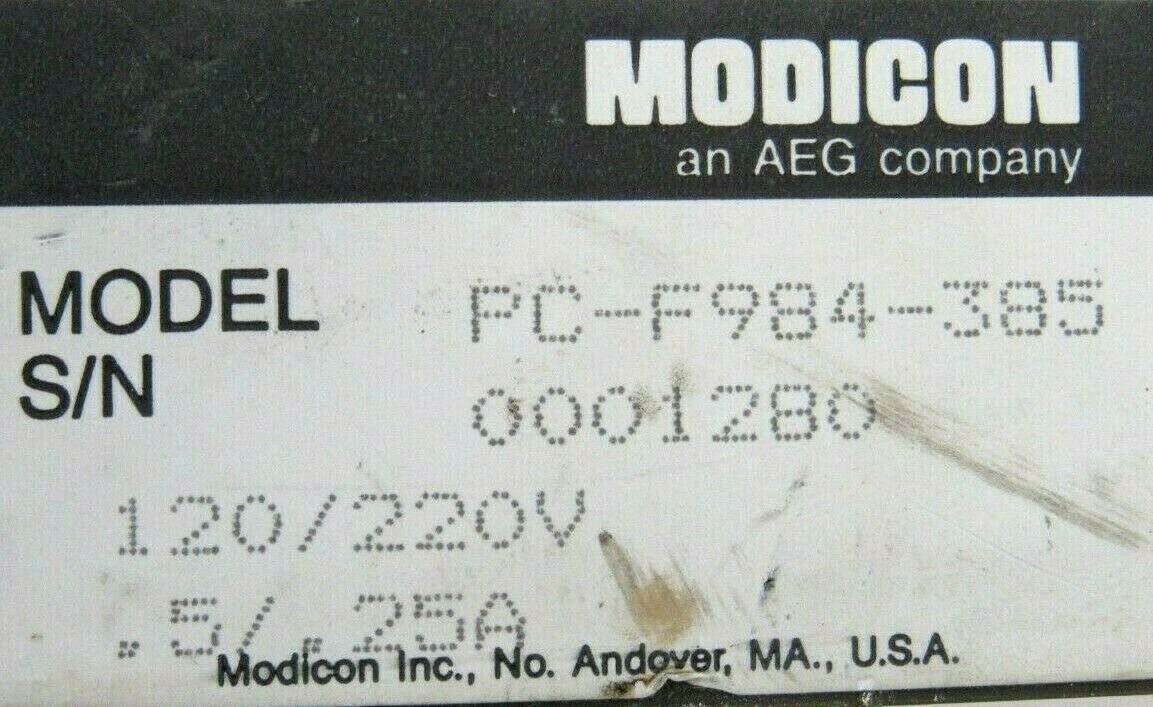 MODICON
an AEG company
MODEL PC-F984-385
S/N 0001280
120/220V
.5/.25A
Modicon Inc., No. Andover, MA., U.S.A.